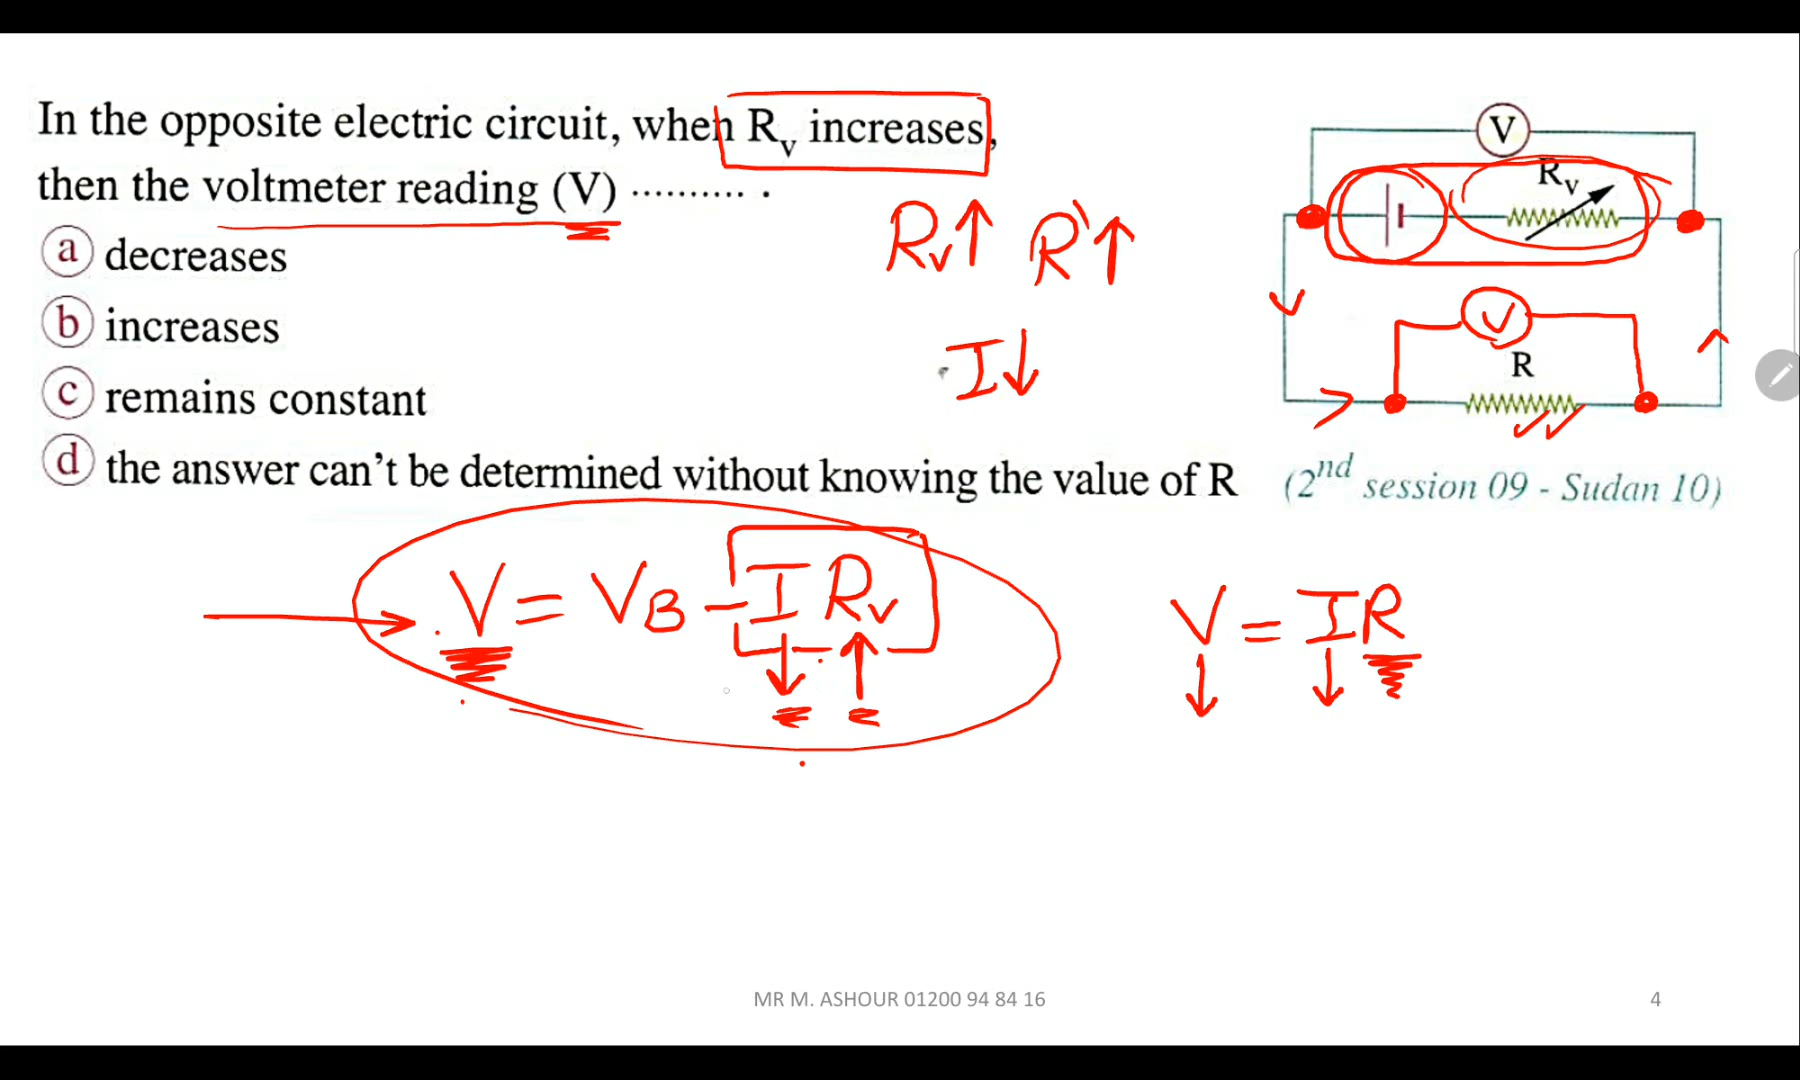 In the opposite electric circuit, when Rv increases,
then the voltmeter reading (V) .......... .
a decreases
b increases
c remains constant
d the answer can't be determined without knowing the value of R
(2nd session 09 - Sudan 10)
V
Rv
V
R
Rv↑ R'↑
I↓
V = VB - I Rv
V = IR
MR M. ASHOUR 01200 94 84 16
4